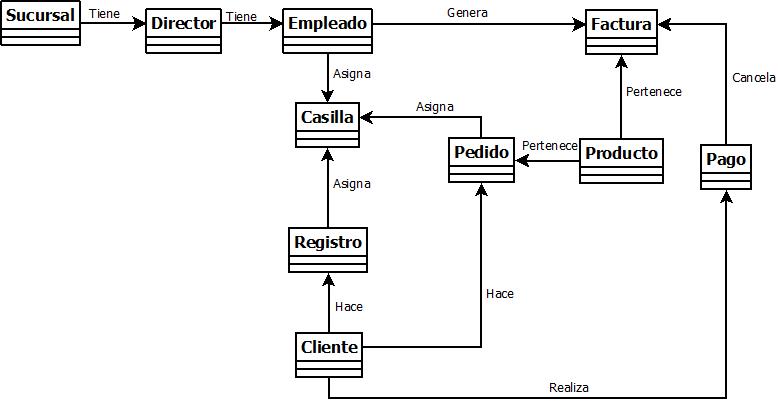 Sucursal
Tiene
Director
Tiene
Empleado
Genera
Factura
Asigna
Cancela
Pertenece
Casilla
Asigna
Pedido
Pertenece
Producto
Pago
Asigna
Registro
Hace
Hace
Cliente
Realiza